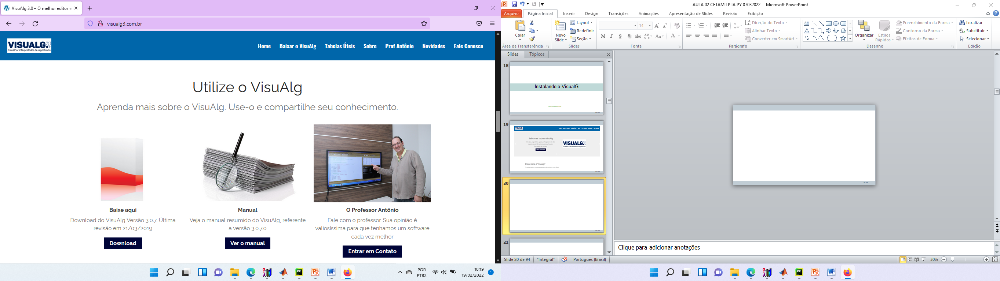 VisuAlg 3.0 – O melhor editor e
visualg3.com.br
VISUALG 3.
O melhor interpretador de algoritmos
Home
Baixar o VisuAlg
Tabelas Úteis
Sobre
Prof Antônio
Novidades
Fale Conosco
Utilize o VisuAlg
Aprenda mais sobre o VisuAlg. Use-o e compartilhe seu conhecimento.
Baixe aqui
Download do VisuAlg Versão 3.0.7. Última
revisão em 21/03/2019
Download
Manual
Veja o manual resumido do VisuAlg, referente
a versão 3.0.7.0
Ver o manual
O Professor Antônio
Fale com o professor. Sua opinião é
valiosíssima para que tenhamos um software
cada vez melhor
Entrar em Contato
POR
PTB2
10:19
19/02/2022
1
AULA 02 CETAM LP IA PY 07032022 - Microsoft PowerPoint
Arquivo
Página Inicial
Inserir
Design
Transições
Animações
Apresentação de Slides
Revisão
Exibição
Colar
Área de Transferência
Novo
Slide
Layout
Redefinir
Seção
Slides
14
Fonte
Direção do Texto
Alinhar Texto
Converter em SmartArt
Parágrafo
Organizar
Estilos
Rápidos
Preenchimento da Forma
Contorno da Forma
Efeitos de Forma
Desenho
Localizar
Substituir
Selecionar
Edição
Slides
Tópicos
18
Instalando o VisualG
19
Saiba mais sobre o VisuAlg
VISUALG 3.
O melhor interpretador de algoritmos
O que seria o VisuAlg?
20
21
Clique para adicionar anotações
Slide 20 de 94
"Integral"
Português (Brasil)
30%